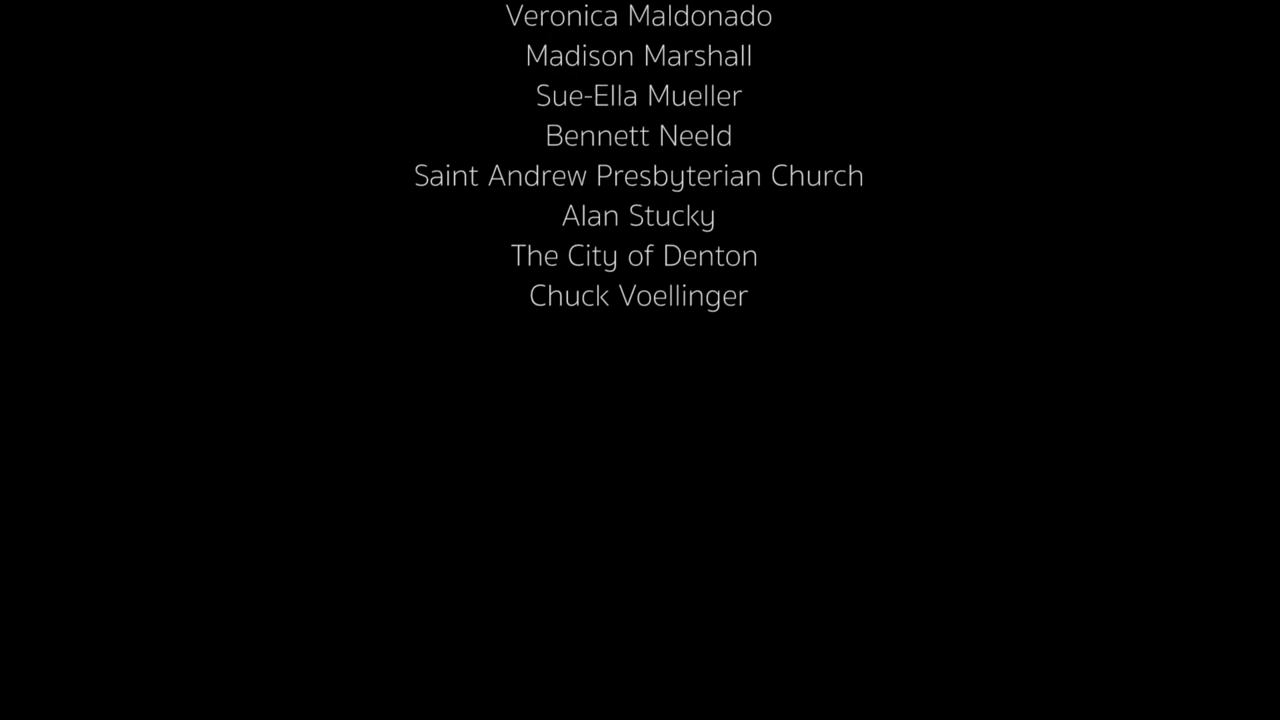 Veronica Maldonado
Madison Marshall
Sue-Ella Mueller
Bennett Neeld
Saint Andrew Presbyterian Church
Alan Stucky
The City of Denton
Chuck Voellinger